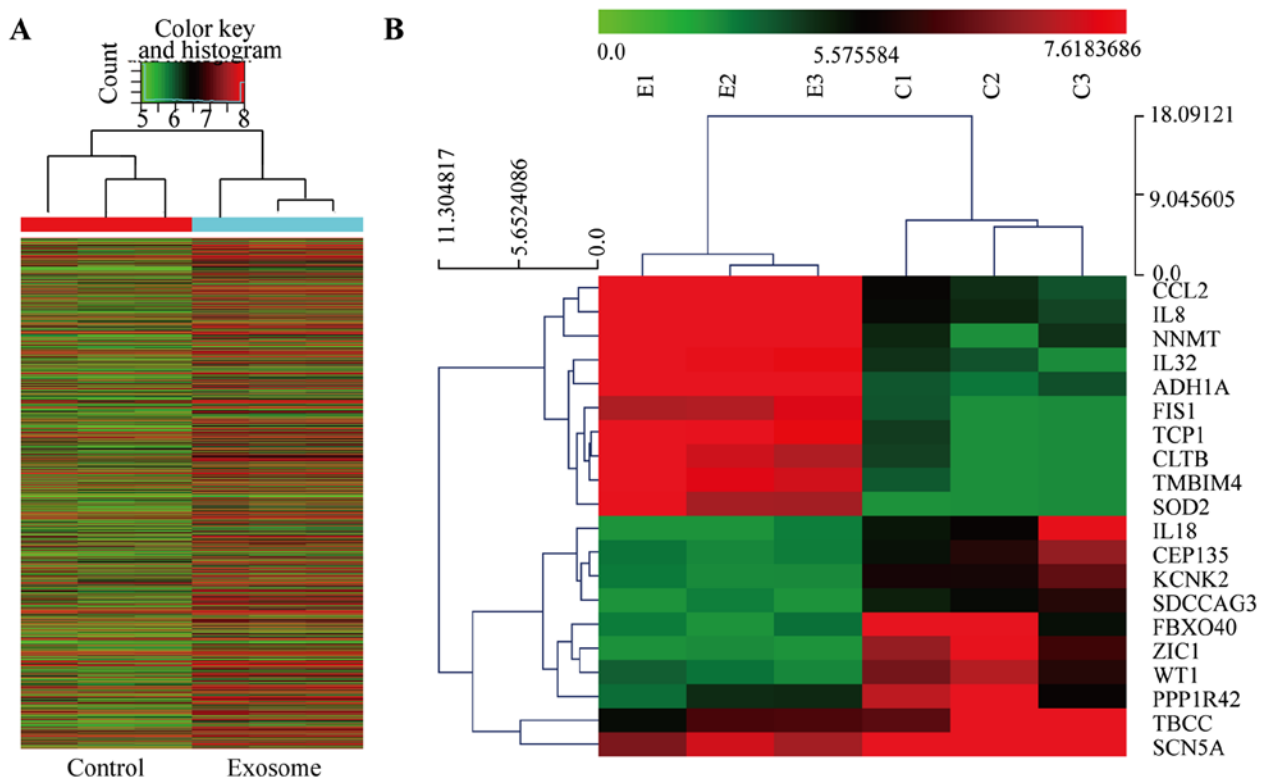 A
Color key
and histogram
Count
5 6 7 8
Control Exosome
B
0.0 5.575584 7.6183686
E1 E2 E3 C1 C2 C3
18.09121
9.045605
0.0
11.304817 5.6524086 0.0
CCL2
IL8
NNMT
IL32
ADH1A
FIS1
TCP1
CLTB
TMBIM4
SOD2
IL18
CEP135
KCNK2
SDCCAG3
FBXO40
ZIC1
WT1
PPP1R42
TBCC
SCN5A